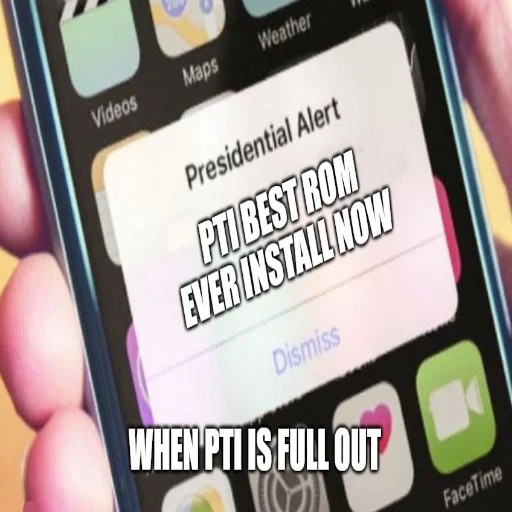 Weather
Maps
Videos
Presidential Alert
PTI BEST ROM
EVER INSTALL NOW
Dismiss
WHEN PTI IS FULL OUT
FaceTime